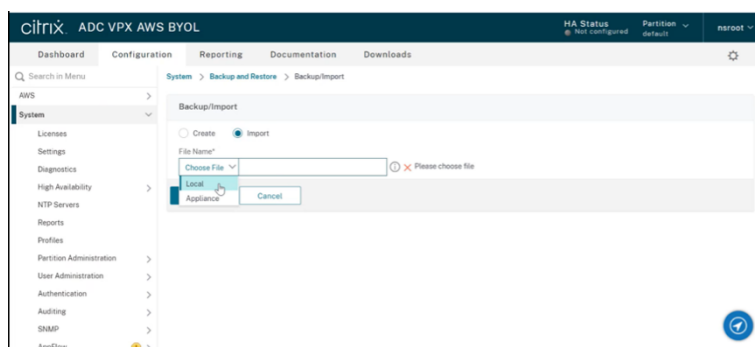 citrix. ADC VPX AWS BYOL
HA Status
Not configured
Partition
default
nsroot
Dashboard Configuration Reporting Documentation Downloads
Search in Menu
System > Backup and Restore > Backup/Import
AWS
System
Licenses
Settings
Diagnostics
High Availability
NTP Servers
Reports
Profiles
Partition Administration
User Administration
Authentication
Auditing
SNMP
AppFlow
Backup/Import
Create Import
File Name*
Choose File
Please choose file
Local
Appliance
Cancel